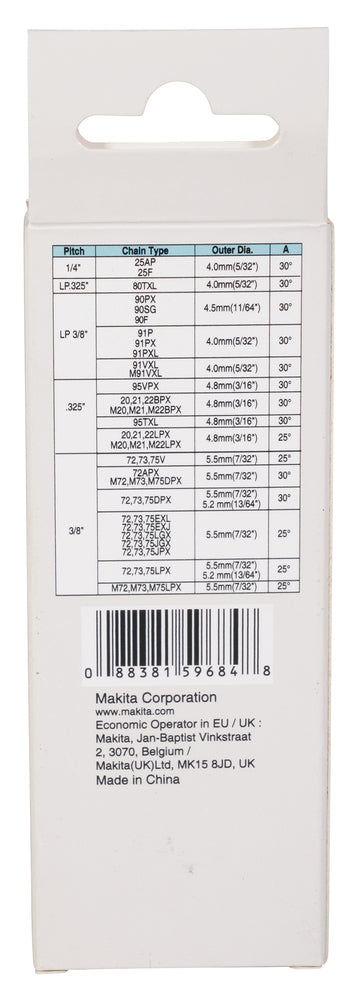 Pitch Chain Type Outer Dia. A
1/4" 25AP 4.0mm(5/32") 30°
25F
LP.325" 80TXL 4.0mm(5/32") 30°
LP 3/8" 90PX 4.5mm(11/64") 30°
90SG
90F
91P 4.0mm(5/32") 30°
91PX
91PXL
91VXL 4.0mm(5/32") 30°
M91VXL
.325" 95VPX 4.8mm(3/16") 30°
20,21,22BPX 4.8mm(3/16") 30°
M20,M21,M22BPX
95TXL 4.8mm(3/16") 30°
20,21,22LPX 4.8mm(3/16") 25°
M20,M21,M22LPX
3/8" 72,73,75V 5.5mm(7/32") 25°
72APX 5.5mm(7/32") 30°
M72,M73,M75DPX
72,73,75DPX 5.5mm(7/32") 30°
5.2 mm(13/64")
72,73,75EXL 5.5mm(7/32") 25°
72,73,75EXJ
72,73,75LGX
72,73,75JGX
72,73,75JPX
72,73,75LPX 5.5mm(7/32") 25°
5.2 mm(13/64")
M72,M73,M75LPX 5.5mm(7/32") 25°
0 88381 59684 8
Makita Corporation
www.makita.com
Economic Operator in EU / UK :
Makita, Jan-Baptist Vinkstraat
2, 3070, Belgium /
Makita(UK)Ltd, MK15 8JD, UK
Made in China